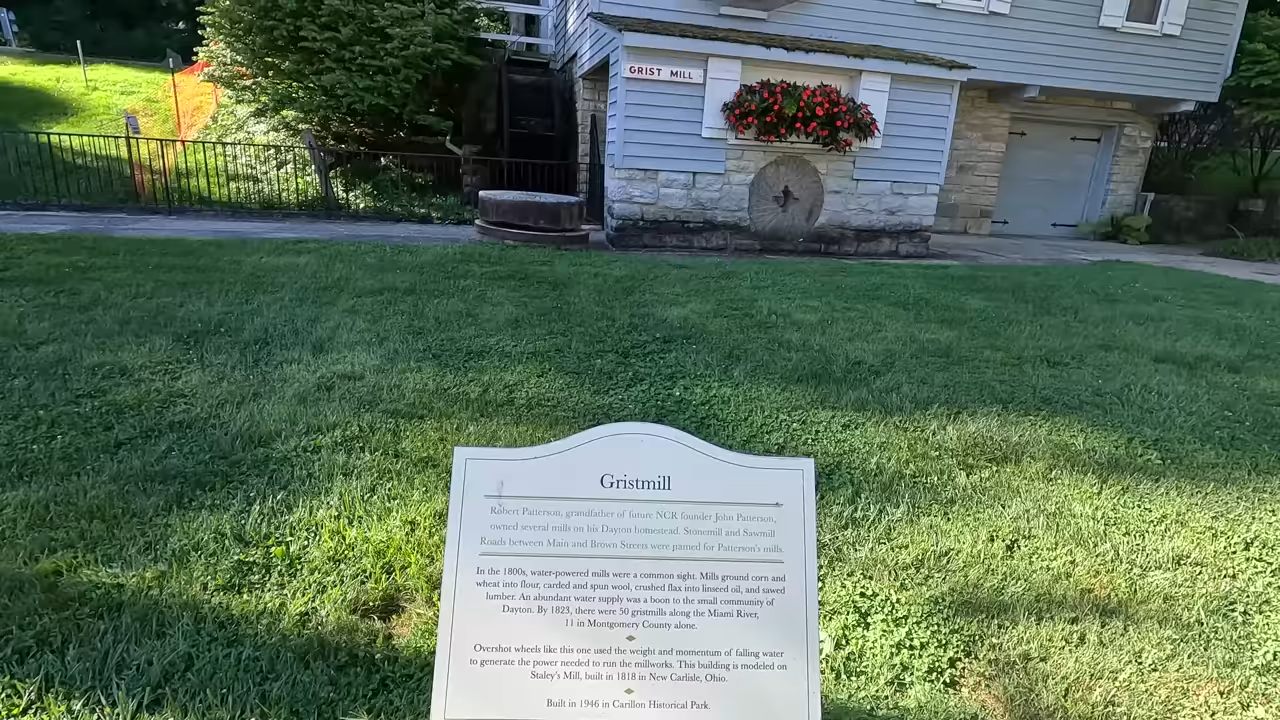 GRIST MILL
Gristmill
Robert Patterson, grandfather of future NCR founder John Patterson,
owned several mills on his Dayton homestead. Stonemill and Sawmill
Roads between Main and Brown Streets were named for Patterson's mills.
In the 1800s, water-powered mills were a common sight. Mills ground corn and
wheat into flour, carded and spun wool, crushed flax into linseed oil, and sawed
lumber. An abundant water supply was a boon to the small community of
Dayton. By 1823, there were 50 gristmills along the Miami River,
11 in Montgomery County alone.
Overshot wheels like this one used the weight and momentum of falling water
to generate the power needed to run the millworks. This building is modeled on
Staley's Mill, built in 1818 in New Carlisle, Ohio.
Built in 1946 in Carillon Historical Park.